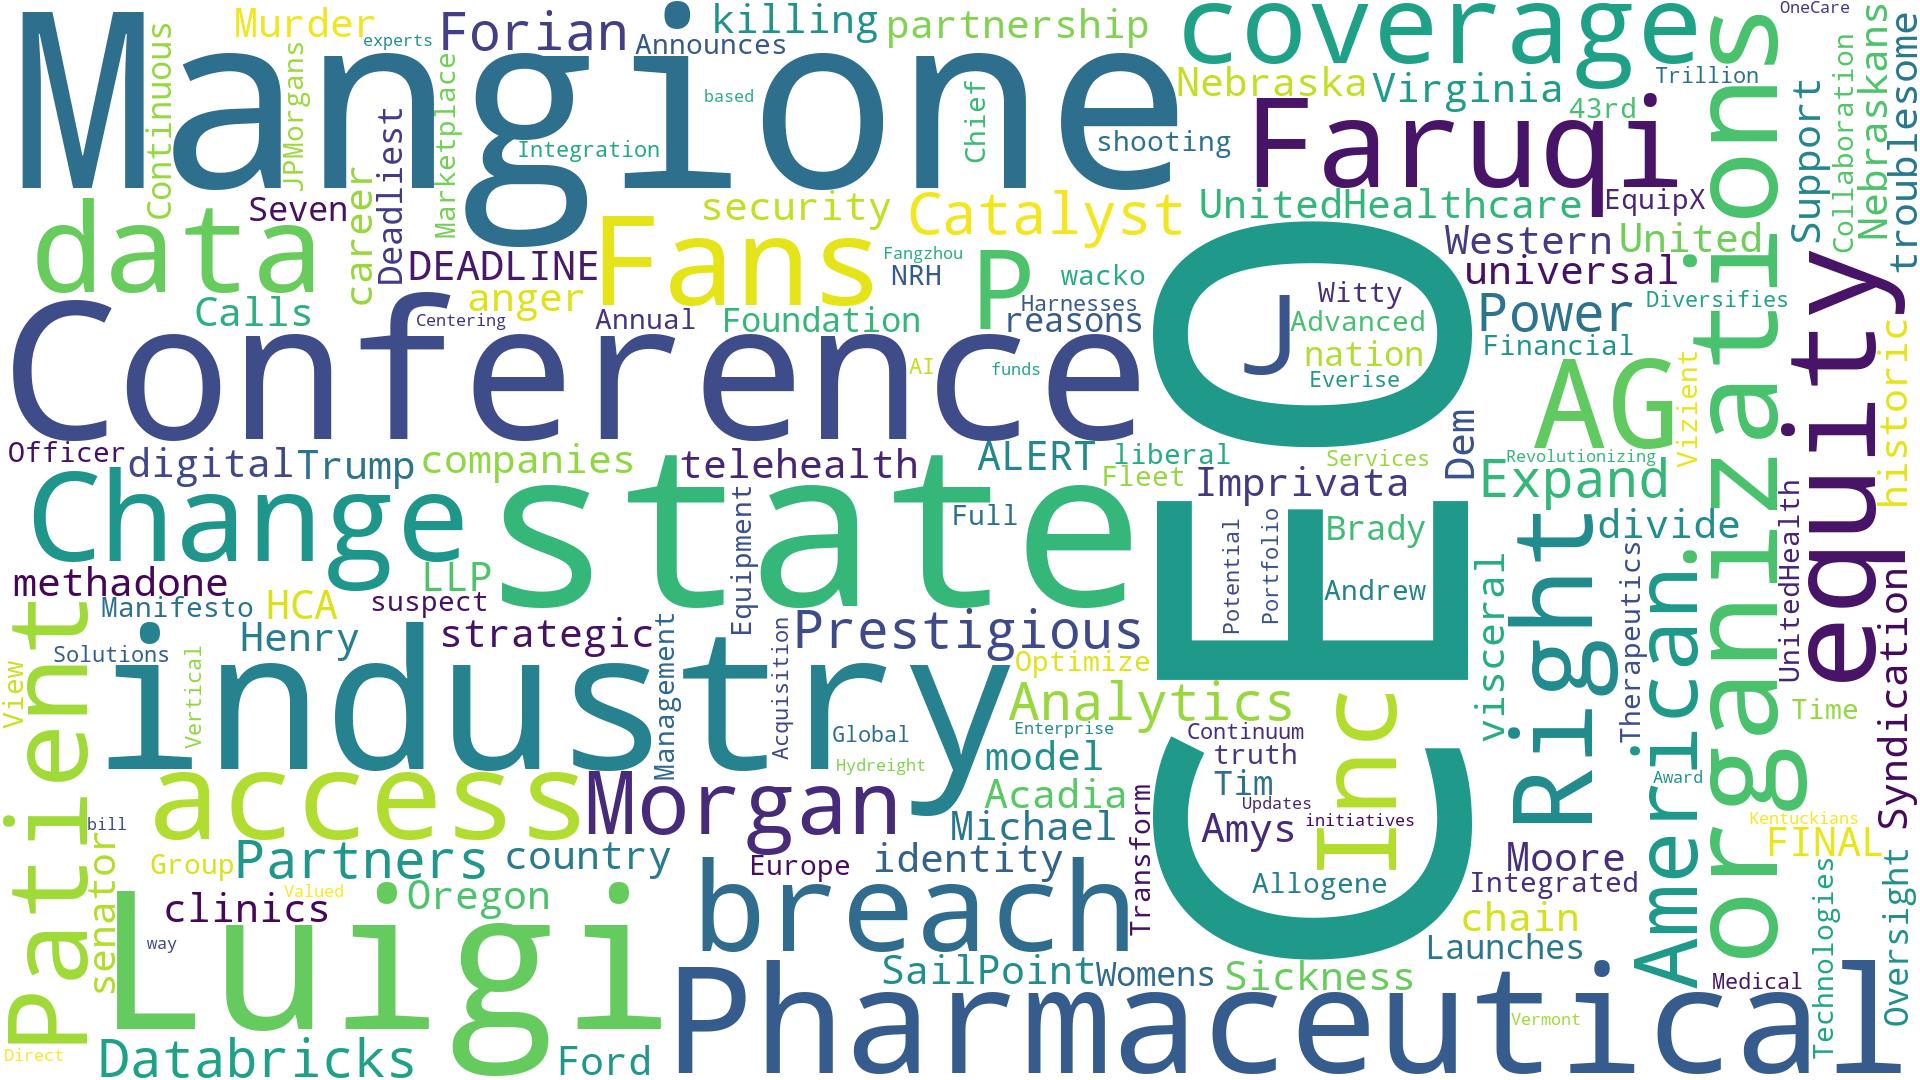 Mangione
Murder
experts
Continuous
JPMorgans
Forian
Announces
killing
partnership
based
Chief
coverage
OneCare
Trillion
Nebraska
Virginia
43rd
shooting
Faruqi
Support
Collaboration
Nebraskans
troublesome
Marketplace
Deadliest
career
Integration
Seven
data
DEADLINE
anger
Fans
security
Catalyst
UnitedHealthcare
EquipX
Western
United
universal
Fangzhou
NRH
P
wacko
Harnesses
reasons
Calls
Centering
Annual
Foundation
AI
funds
Conference
CEO
J
Witty
Advanced
nation
Everise
Power
Diversifies
Financial
AG
Vizient
historic
equity
organizations
Officer
digital
Trump
companies
telehealth
ALERT
liberal
Fleet
Services
Dem
Revolutionizing
Imprivata
Expand
Change
state
Full
Equipment
Potential
Portfolio
Brady
Andrew
divide
Right
visceral
Therapeutics
American
UnitedHealth
Syndication
methadone
LLP
Manifesto
HCA
suspect
Henry
strategic
Solutions
Vertical
View
Patient
industry
Management
Acquisition
Prestigious
Optimize
Analytics
Enterprise
Global
Hydreight
model
Acadia
Continuum
truth
Tim
Updates
Amys
initiatives
Inc
Time
Award
Kentuckians
FINAL
access
Morgan
Michael
Transform
bill
senator
Group
Partners
country
Europe
identity
Allogene
Moore
Integrated
chain
Launches
Oversight
Technologies
Valued
clinics
Oregon
way
Luigi
breach
SailPoint
Womens
Sickness
Medical
Vermont
Direct
Databricks
Ford
Pharmaceutical